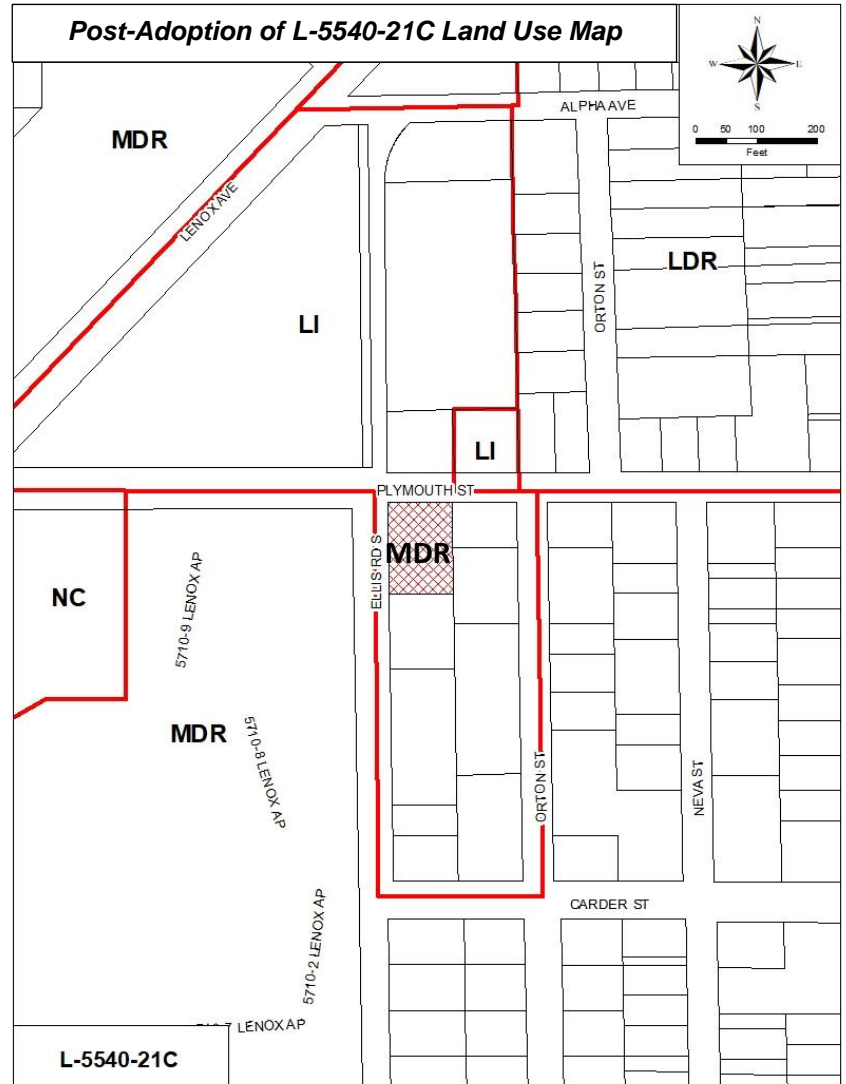 Post-Adoption of L-5540-21C Land Use Map
N
W
E
S
0 50 100 200
Feet
ALPHA AVE
MDR
LENOX AVE
LDR
ORTON ST
LI
LI
PLYMOUTH ST
ELLIS RD S
MDR
NC
5710-9 LENOX AP
MDR
5710-8 LENOX AP
ORTON ST
NEVA ST
CARDER ST
5710-2 LENOX AP
LENOX AP
L-5540-21C